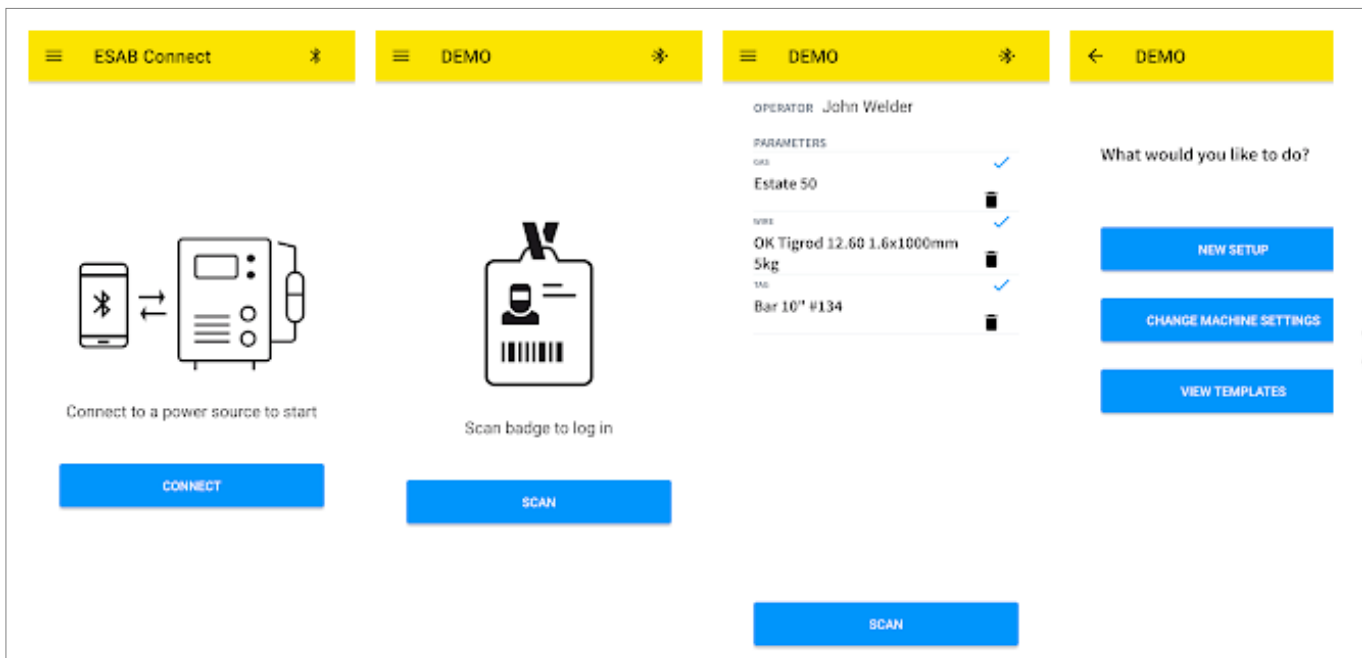 ESAB Connect
Connect to a power source to start
CONNECT
DEMO
Scan badge to log in
SCAN
DEMO
OPERATOR John Welder
PARAMETERS
GAS
Estate 50
WIRE
OK Tigrod 12.60 1.6x1000mm
5kg
TAG
Bar 10" #134
SCAN
DEMO
What would you like to do?
NEW SETUP
CHANGE MACHINE SETTINGS
VIEW TEMPLATES